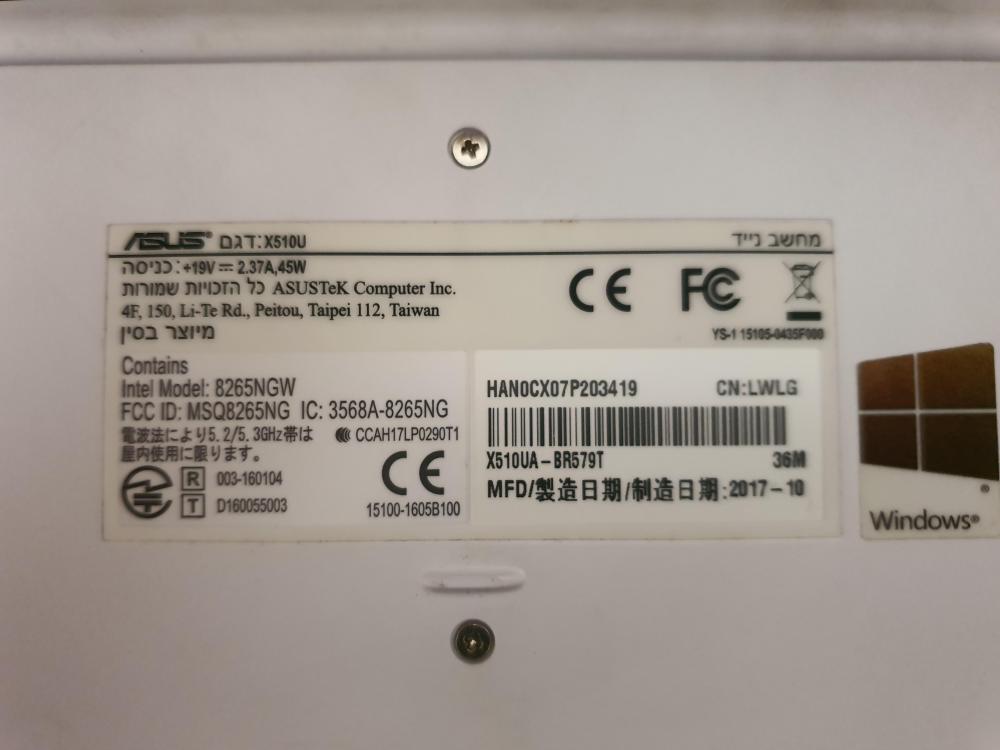 ASUS דגם: X510U
מחשב נייד
כניסה: +19V ⎓ 2.37A,45W
כל הזכויות שמורות ASUSTeK Computer Inc.
4F, 150, Li-Te Rd., Peitou, Taipei 112, Taiwan
מיוצר בסין
CE FC
YS-1 15105-0435F000
Contains
Intel Model: 8265NGW
FCC ID: MSQ8265NG IC: 3568A-8265NG
電波法により5.2/5.3GHz帯は
屋内使用に限ります。
CCAH17LP0290T1
R 003-160104
T D160055003
CE
15100-1605B100
HAN0CX07P203419 CN:LWLG
X510UA-BR579T 36M
MFD/製造日期/制造日期:2017-10
Windows®